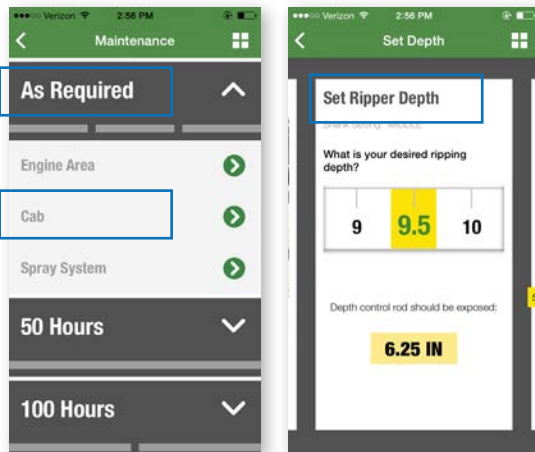 Verizon 2:56 PM
Maintenance
As Required
Engine Area
Cab
Spray System
50 Hours
100 Hours
Verizon 2:56 PM
Set Depth
Set Ripper Depth
What is your desired ripping
depth?
9 9.5 10
Depth control rod should be exposed:
6.25 IN